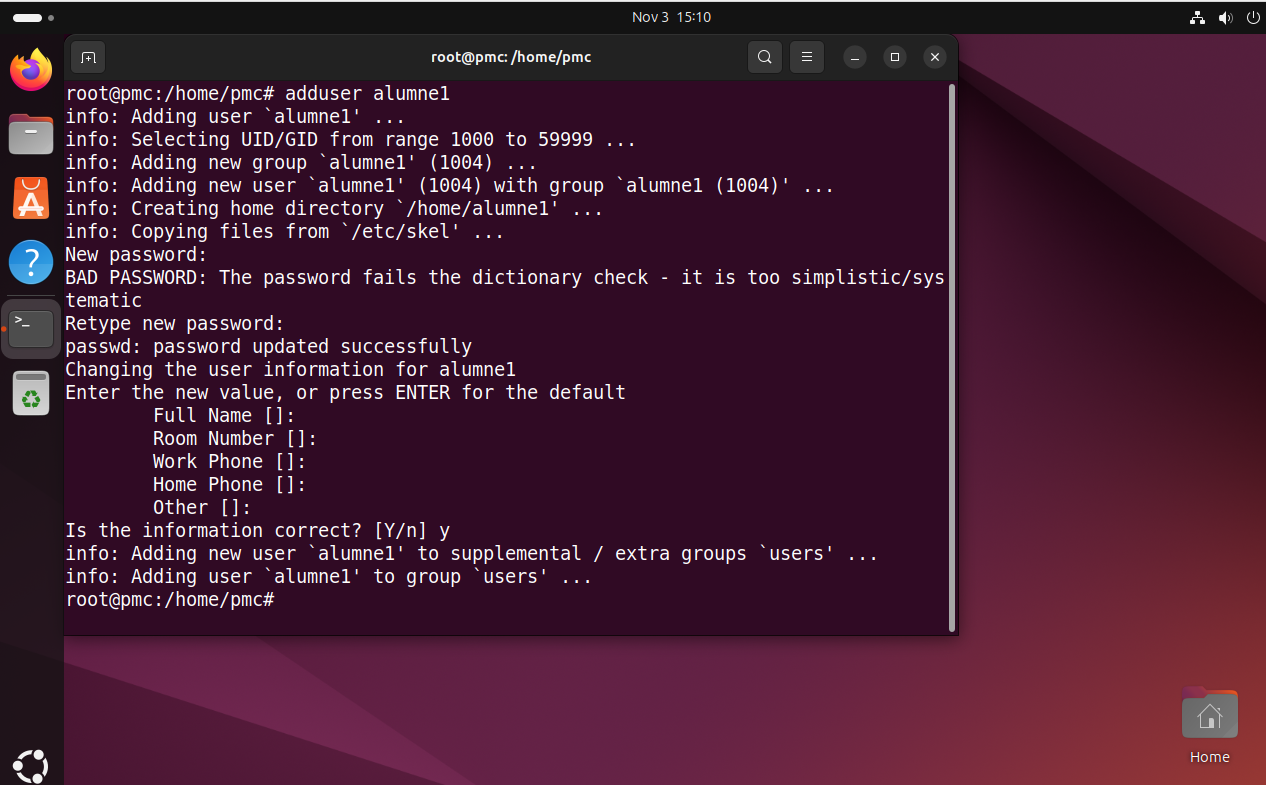 Nov 3 15:10
root@pmc: /home/pmc
root@pmc:/home/pmc# adduser alumne1
info: Adding user `alumne1' ...
info: Selecting UID/GID from range 1000 to 59999 ...
info: Adding new group `alumne1' (1004) ...
info: Adding new user `alumne1' (1004) with group `alumne1 (1004)' ...
info: Creating home directory `/home/alumne1' ...
info: Copying files from `/etc/skel' ...
New password:
BAD PASSWORD: The password fails the dictionary check - it is too simplistic/sys
tematic
Retype new password:
passwd: password updated successfully
Changing the user information for alumne1
Enter the new value, or press ENTER for the default
Full Name []:
Room Number []:
Work Phone []:
Home Phone []:
Other []:
Is the information correct? [Y/n] y
info: Adding new user `alumne1' to supplemental / extra groups `users' ...
info: Adding user `alumne1' to group `users' ...
root@pmc:/home/pmc#
Home